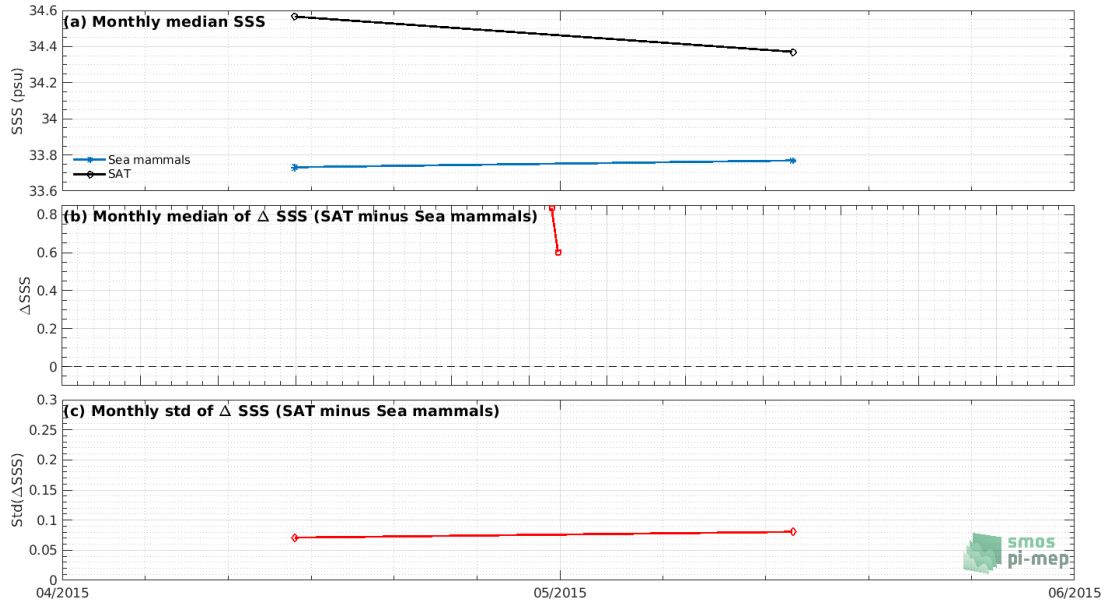 (a) Monthly median SSS
34.6
34.4
34.2
34
33.8
33.6
SSS (psu)
Sea mammals
SAT
(b) Monthly median of Δ SSS (SAT minus Sea mammals)
0.8
0.6
0.4
0.2
0
ΔSSS
(c) Monthly std of Δ SSS (SAT minus Sea mammals)
0.3
0.25
0.2
0.15
0.1
0.05
0
Std(ΔSSS)
04/2015
05/2015
06/2015
smos
pi-mep